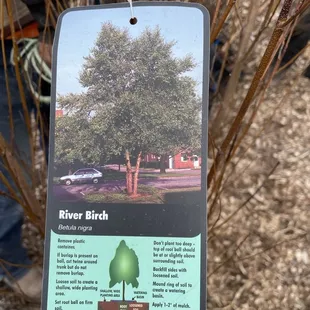 River Birch
Betula nigra
Remove plastic
container.
If burlap is present on
ball, cut twine around
trunk but do not
remove burlap.
Loosen soil to create a
shallow, wide planting
area.
Set root ball on firm
Don't plant too deep -
top of root ball should
be at or slightly above
surrounding soil.
Backfill sides with
loosened soil.
Mound ring of soil to
create a watering
basin.
Apply 1-2" of mulch.